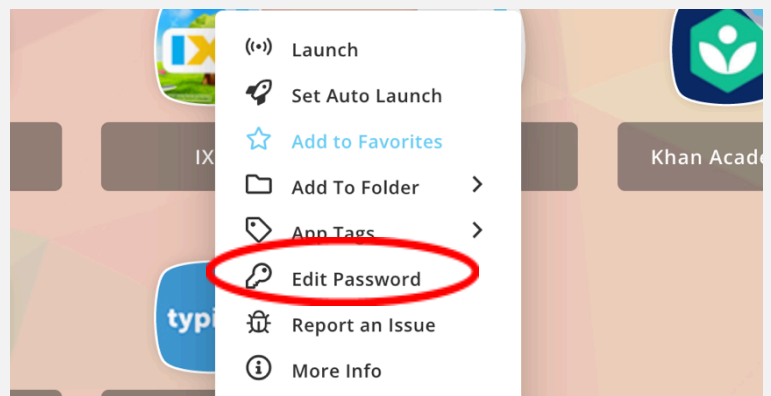 IX
Launch
Set Auto Launch
Add to Favorites
IX
Khan Acad
Add To Folder
App Tags
Edit Password
typi
Report an Issue
More Info